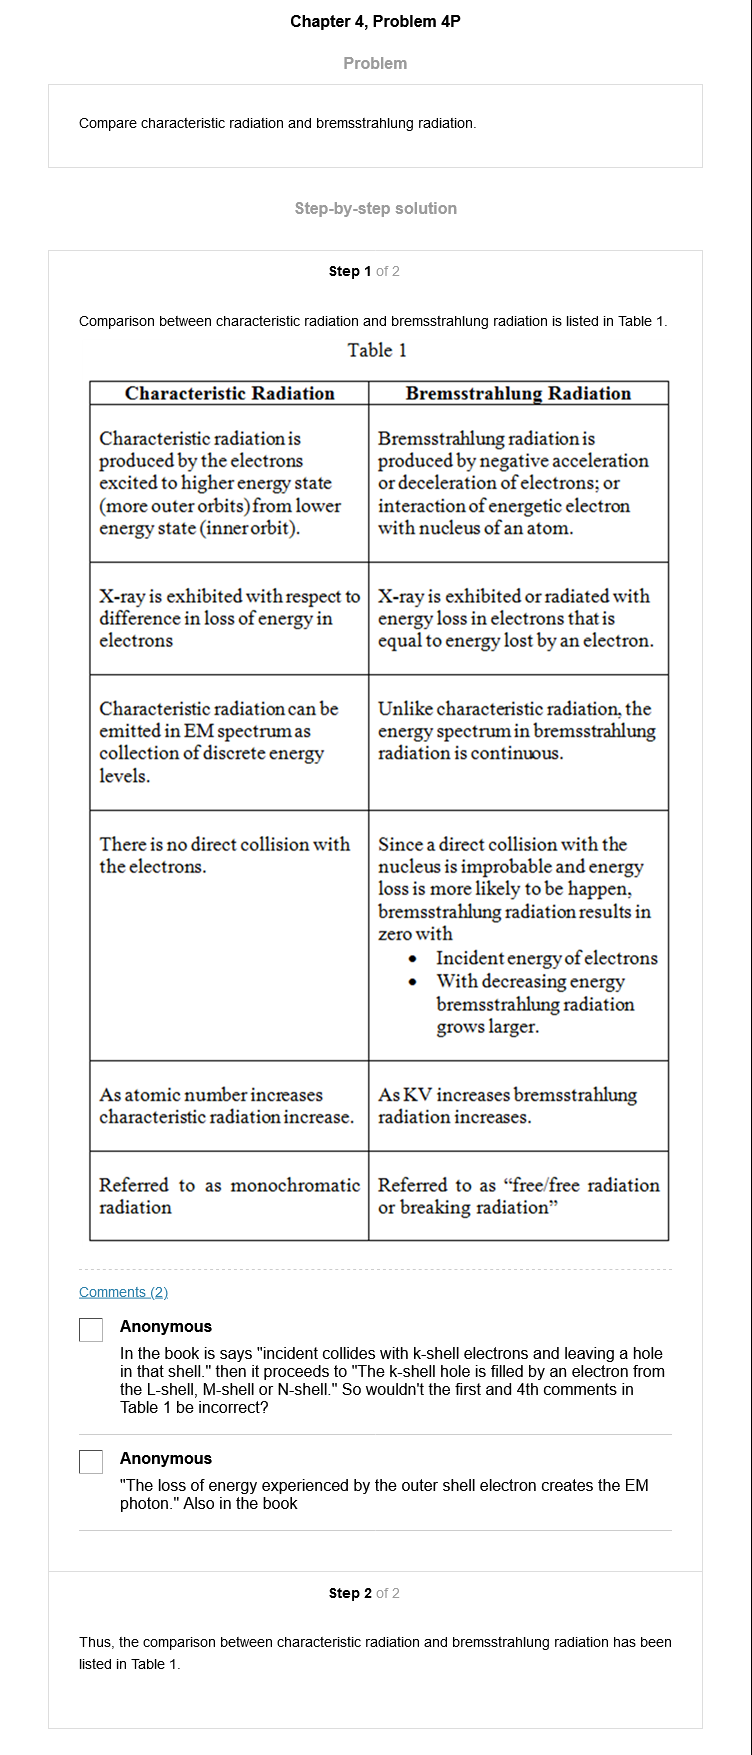 Chapter 4, Problem 4P
Problem
Compare characteristic radiation and bremsstrahlung radiation.
Step-by-step solution
Step 1 of 2
Comparison between characteristic radiation and bremsstrahlung radiation is listed in Table 1.
Table 1
Characteristic Radiation
Bremsstrahlung Radiation
Characteristic radiation is
produced by the electrons
excited to higher energy state
(more outer orbits) from lower
energy state (inner orbit).
Bremsstrahlung radiation is
produced by negative acceleration
or deceleration of electrons; or
interaction of energetic electron
with nucleus of an atom.
X-ray is exhibited with respect to
difference in loss of energy in
electrons
X-ray is exhibited or radiated with
energy loss in electrons that is
equal to energy lost by an electron.
Characteristic radiation can be
emitted in EM spectrum as
collection of discrete energy
levels.
Unlike characteristic radiation, the
energy spectrum in bremsstrahlung
radiation is continuous.
There is no direct collision with
the electrons.
Since a direct collision with the
nucleus is improbable and energy
loss is more likely to be happen,
bremsstrahlung radiation results in
zero with
• Incident energy of electrons
• With decreasing energy
bremsstrahlung radiation
grows larger.
As atomic number increases
characteristic radiation increase.
As KV increases bremsstrahlung
radiation increases.
Referred to as monochromatic
radiation
Referred to as “free/free radiation
or breaking radiation”
Comments (2)
Anonymous
In the book is says "incident collides with k-shell electrons and leaving a hole
in that shell." then it proceeds to "The k-shell hole is filled by an electron from
the L-shell, M-shell or N-shell." So wouldn't the first and 4th comments in
Table 1 be incorrect?
Anonymous
"The loss of energy experienced by the outer shell electron creates the EM
photon." Also in the book
Step 2 of 2
Thus, the comparison between characteristic radiation and bremsstrahlung radiation has been
listed in Table 1.